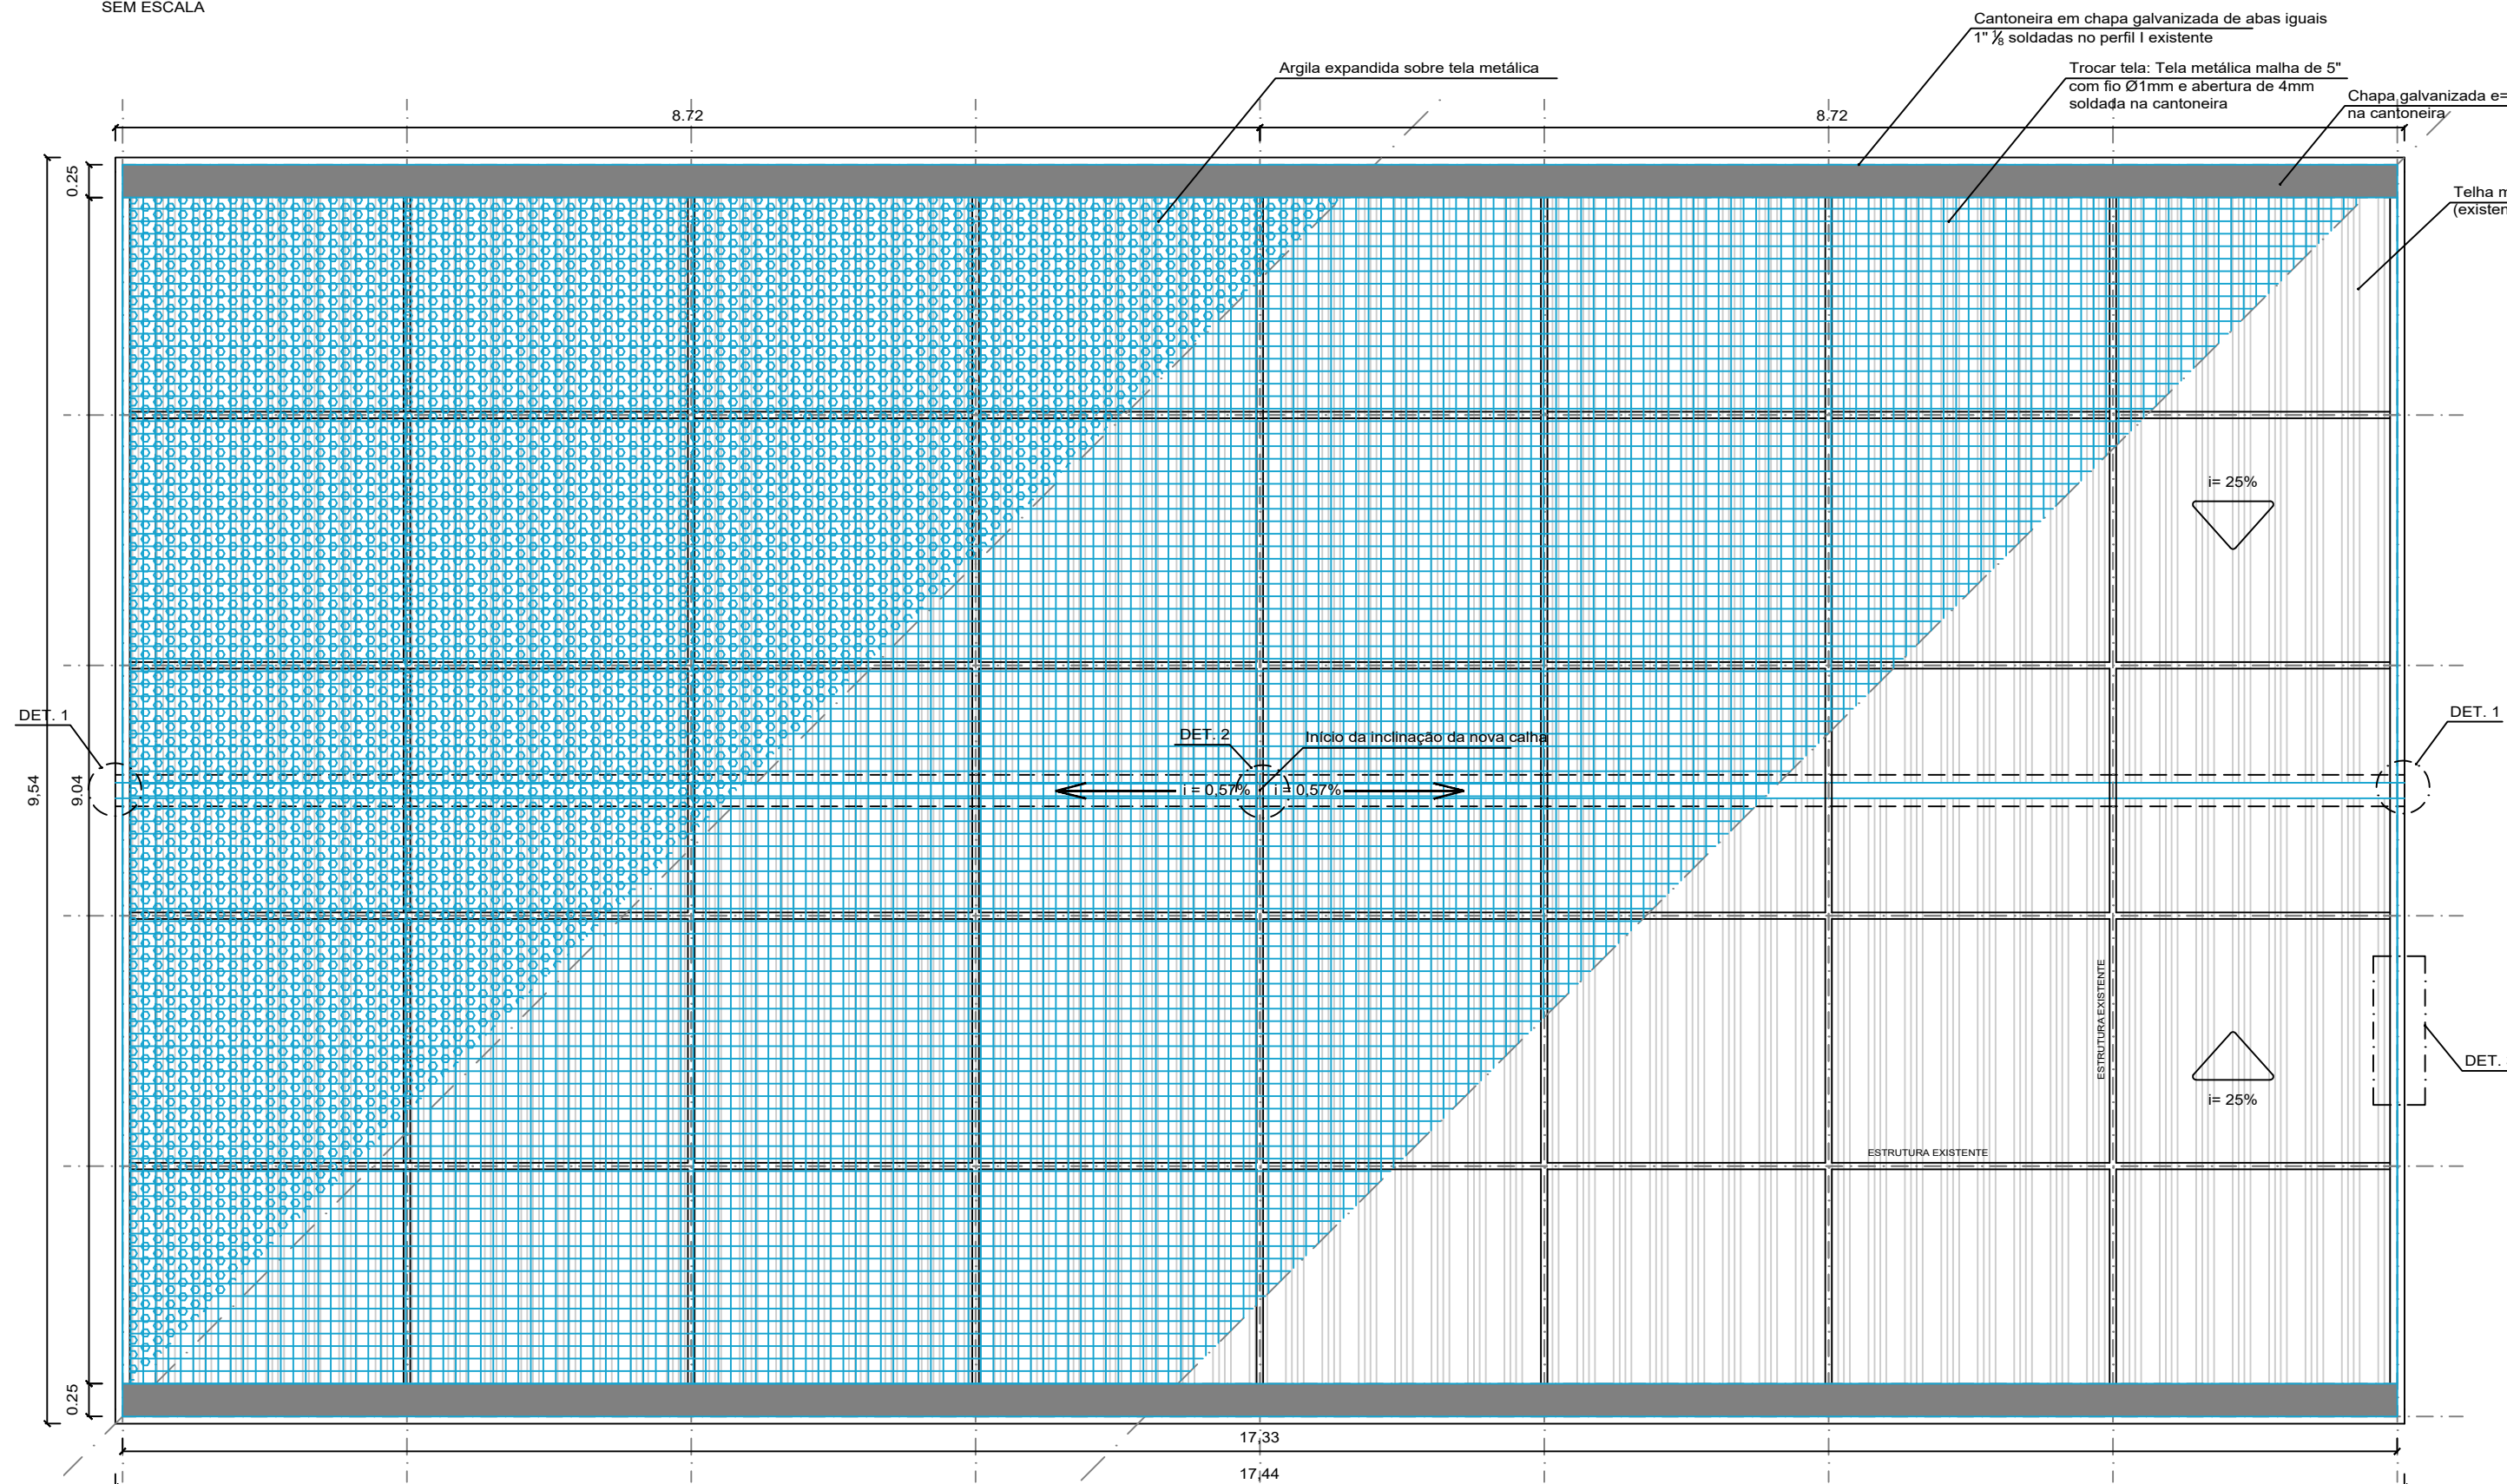 SEM ESCALA
Cantoneira em chapa galvanizada de abas iguais
1" ⅛ soldadas no perfil I existente
Argila expandida sobre tela metálica
Trocar tela: Tela metálica malha de 5"
com fio Ø1mm e abertura de 4mm
soldada na cantoneira
Chapa galvanizada e=
na cantoneira
8.72
8.72
0.25
Telha m
(existen
i= 25%
DET. 1
DET. 2
Início da inclinação da nova calha
DET. 1
9,54
9.04
i = 0,57%
i = 0,57%
ESTRUTURA EXISTENTE
DET.
i= 25%
ESTRUTURA EXISTENTE
0.25
17,33
17,44